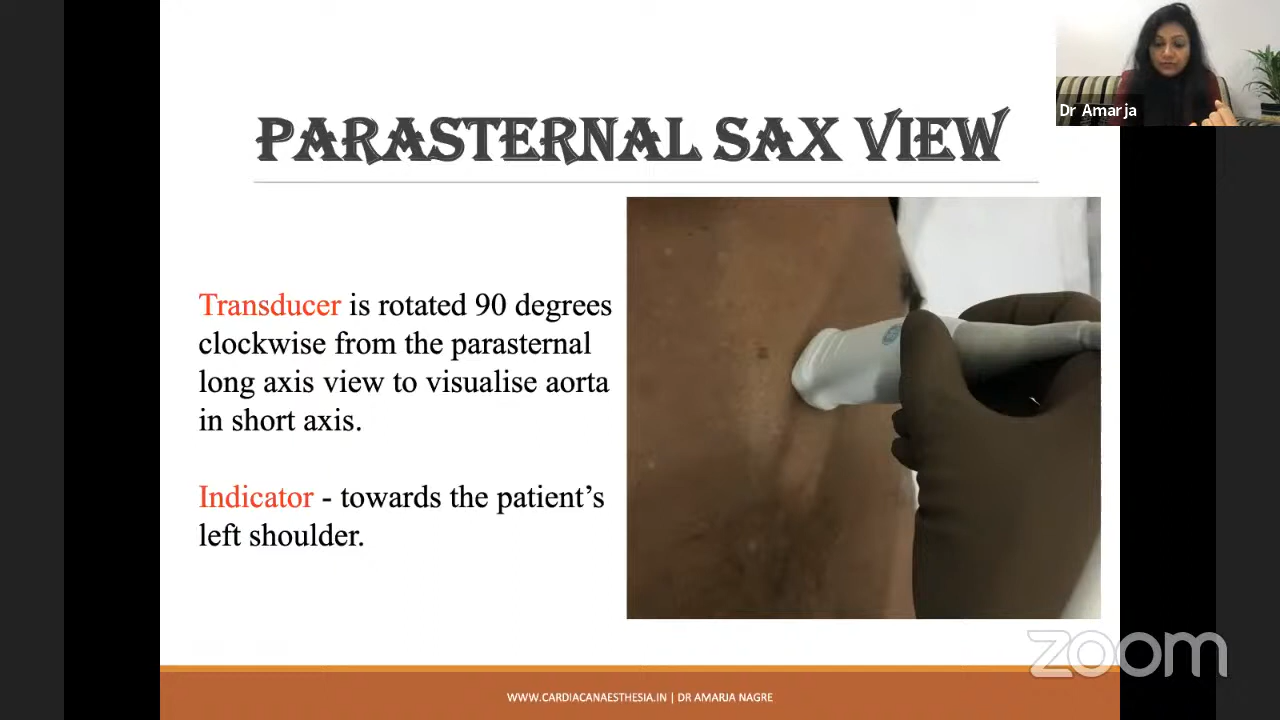 Dr Amarja
PARASTERNAL SAX VIEW
Transducer is rotated 90 degrees
clockwise from the parasternal
long axis view to visualise aorta
in short axis.
Indicator - towards the patient’s
left shoulder.
zoom
WWW.CARDIACANAESTHESIA.IN | DR AMARJA NAGRE